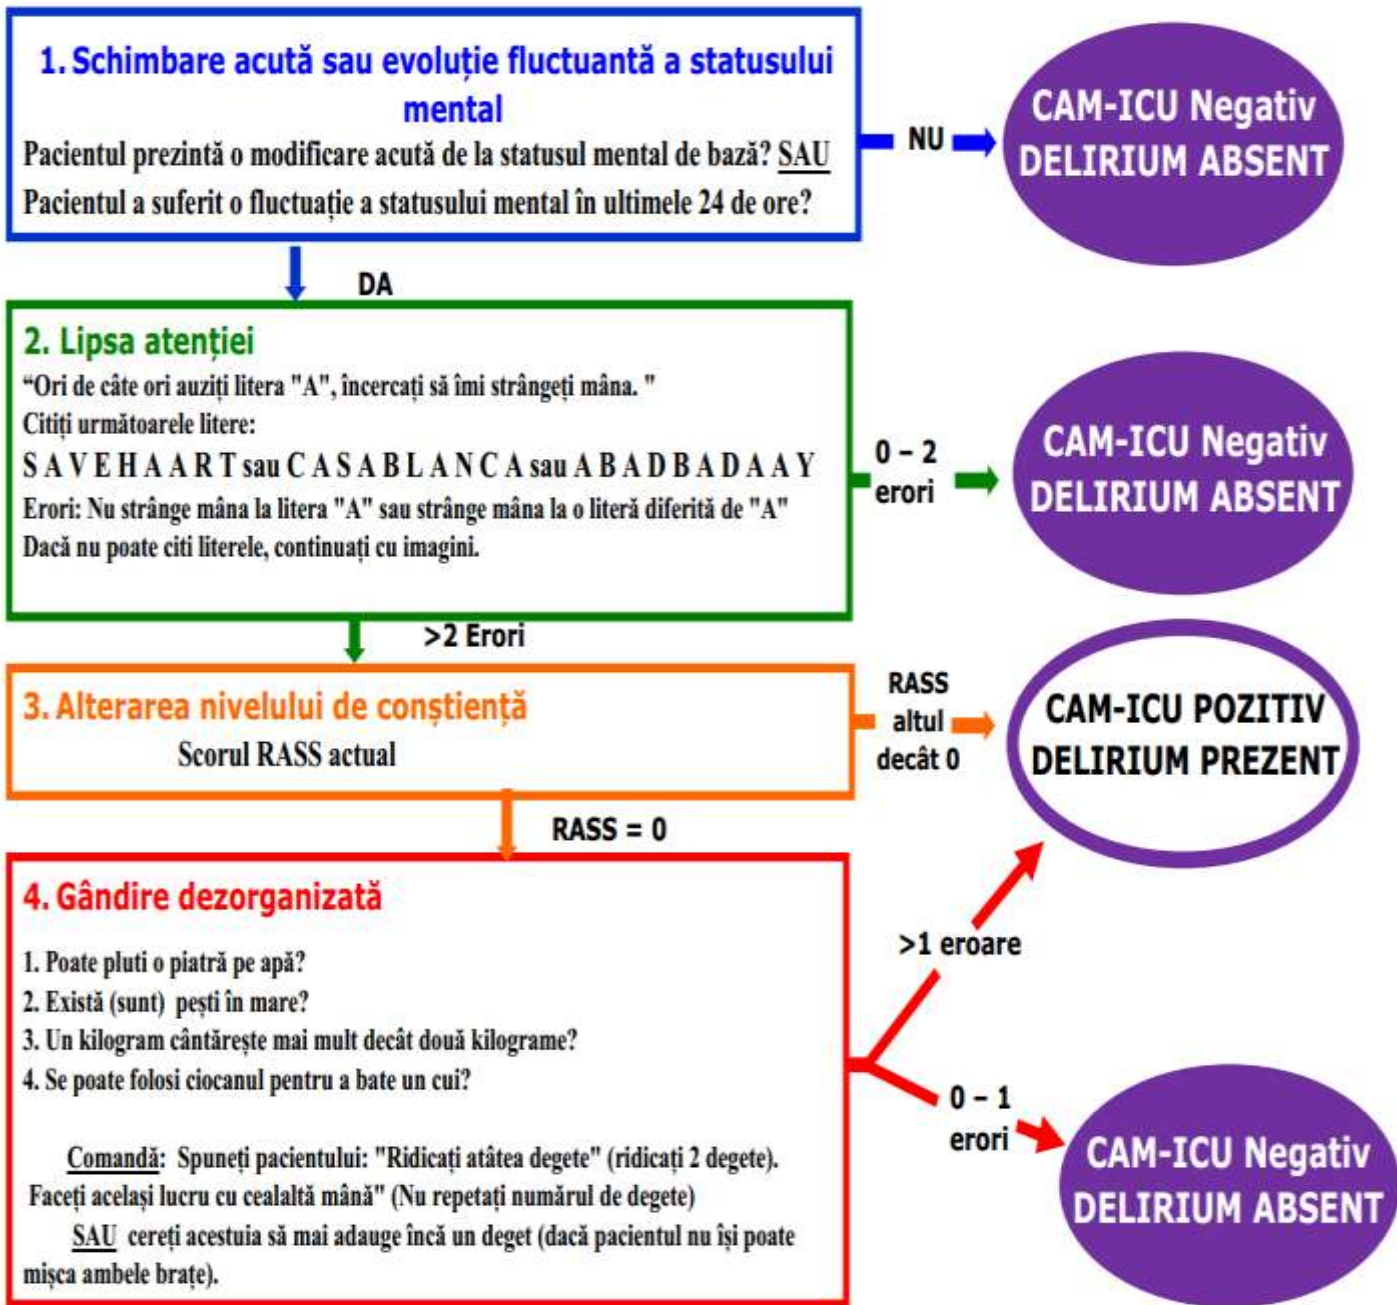 1. Schimbare acută sau evoluție fluctuantă a statusului
mental
Pacientul prezintă o modificare acută de la statusul mental de bază? SAU
Pacientul a suferit o fluctuație a statusului mental în ultimele 24 de ore?
NU
CAM-ICU Negativ
DELIRIUM ABSENT
DA
2. Lipsa atenției
“Ori de câte ori auziți litera "A", încercați să îmi strângeți mâna. "
Citiți următoarele litere:
S A V E H A A R T sau C A S A B L A N C A sau A B A D B A D A A Y
Erori: Nu strânge mâna la litera "A" sau strânge mâna la o literă diferită de "A"
Dacă nu poate citi literele, continuați cu imagini.
0 – 2
erori
CAM-ICU Negativ
DELIRIUM ABSENT
>2 Erori
3. Alterarea nivelului de conștiență
Scorul RASS actual
RASS
altul
decât 0
CAM-ICU POZITIV
DELIRIUM PREZENT
RASS = 0
4. Gândire dezorganizată
1. Poate pluti o piatră pe apă?
2. Există (sunt) pești în mare?
3. Un kilogram cântărește mai mult decât două kilograme?
4. Se poate folosi ciocanul pentru a bate un cui?
Comandă: Spuneți pacientului: "Ridicați atâtea degete" (ridicați 2 degete).
Faceți același lucru cu cealaltă mână" (Nu repetați numărul de degete)
SAU cereți acestuia să mai adauge încă un deget (dacă pacientul nu își poate
mișca ambele brațe).
>1 eroare
0 – 1
erori
CAM-ICU Negativ
DELIRIUM ABSENT